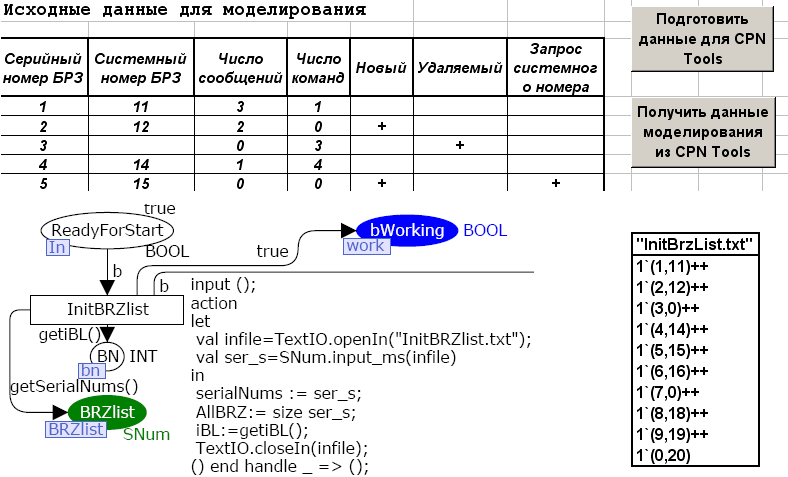 Исходные данные для моделирования
Подготовить
данные для CPN
Tools
Получить данные
моделирования
из CPN Tools
Серийный номер БРЗ Системный номер БРЗ Число сообщений Число команд Новый Удаляемый Запрос системног о номера
1 11 3 1
2 12 2 0 +
3 0 3 +
4 14 1 4
5 15 0 0 + +
true
ReadyForStart
In
BOOL
b
true
bWorking
work
BOOL
b
InitBRZlist
getiBL()
BN INT
bn
getSerialNums()
BRZlist
BRZlist
SNum
input ();
action
let
val infile=TextIO.openIn("InitBRZlist.txt");
val ser_s=SNum.input_ms(infile)
in
serialNums := ser_s;
AllBRZ:= size ser_s;
iBL:=getiBL();
TextIO.closeIn(infile);
() end handle _ => ();
"InitBrzList.txt"
1`(1,11)++
1`(2,12)++
1`(3,0)++
1`(4,14)++
1`(5,15)++
1`(6,16)++
1`(7,0)++
1`(8,18)++
1`(9,19)++
1`(0,20)